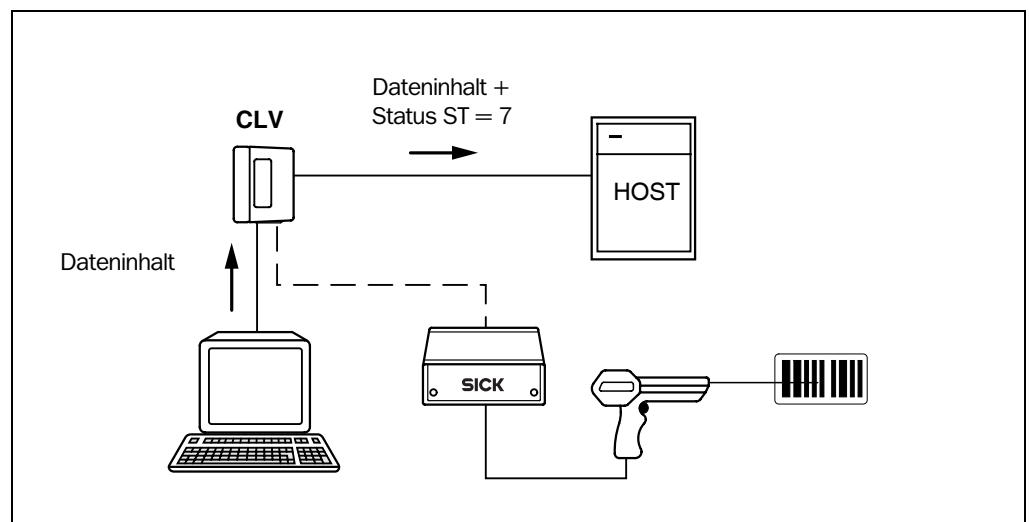 Dateninhalt +
Status ST = 7
CLV
HOST
Dateninhalt
SICK